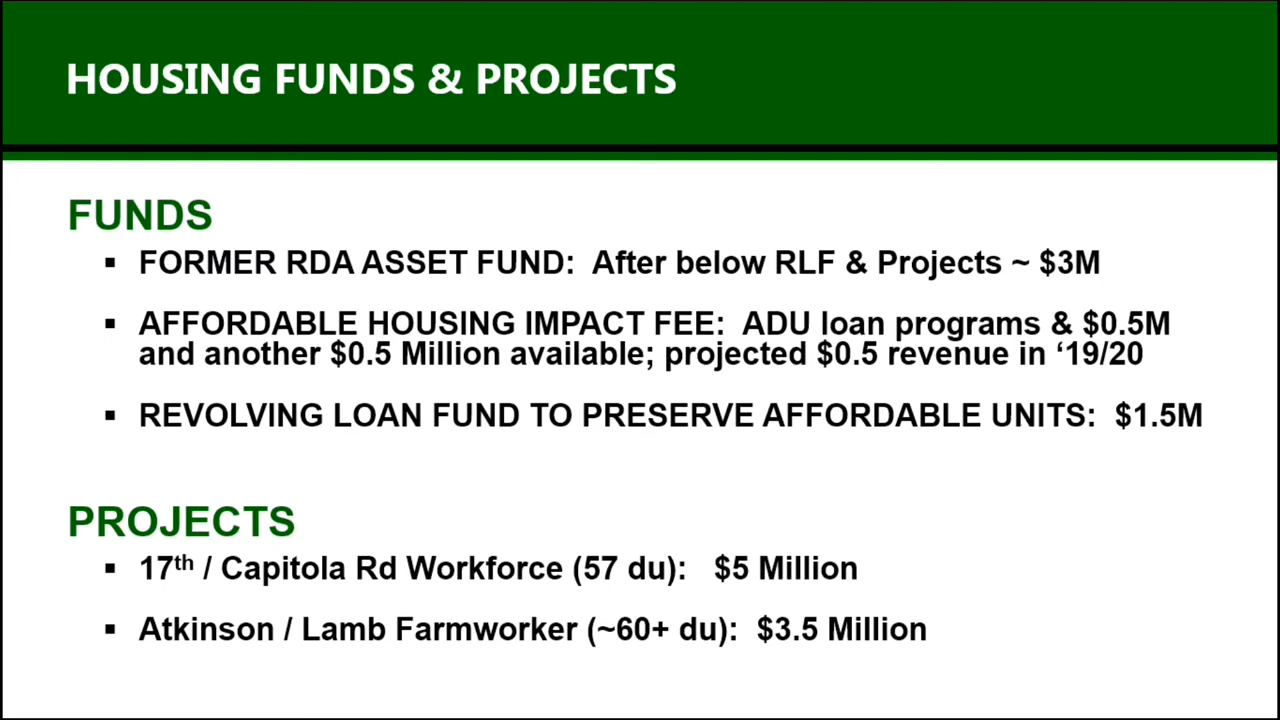 HOUSING FUNDS & PROJECTS
FUNDS
▪ FORMER RDA ASSET FUND:  After below RLF & Projects ~ $3M
▪ AFFORDABLE HOUSING IMPACT FEE:  ADU loan programs & $0.5M
and another $0.5 Million available; projected $0.5 revenue in ‘19/20
▪ REVOLVING LOAN FUND TO PRESERVE AFFORDABLE UNITS:  $1.5M
PROJECTS
▪ 17th / Capitola Rd Workforce (57 du):   $5 Million
▪ Atkinson / Lamb Farmworker (~60+ du):  $3.5 Million